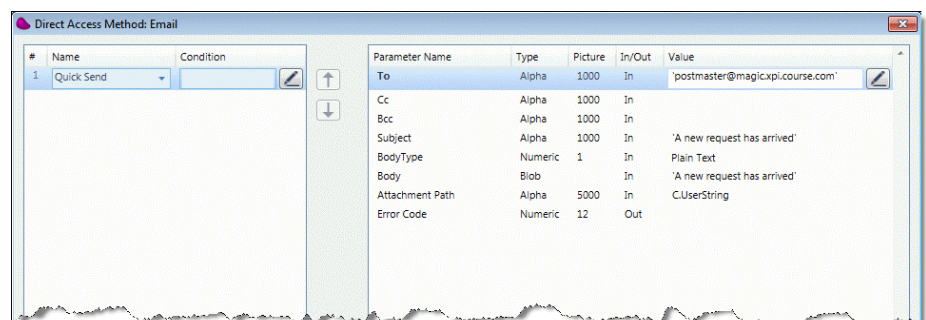 Direct Access Method: Email
# Name Condition
1 Quick Send
Parameter Name Type Picture In/Out Value
To Alpha 1000 In 'postmaster@magic.xpi.course.com'
Cc Alpha 1000 In
Bcc Alpha 1000 In
Subject Alpha 1000 In 'A new request has arrived'
BodyType Numeric 1 In Plain Text
Body Blob In 'A new request has arrived'
Attachment Path Alpha 5000 In C.UserString
Error Code Numeric 12 Out